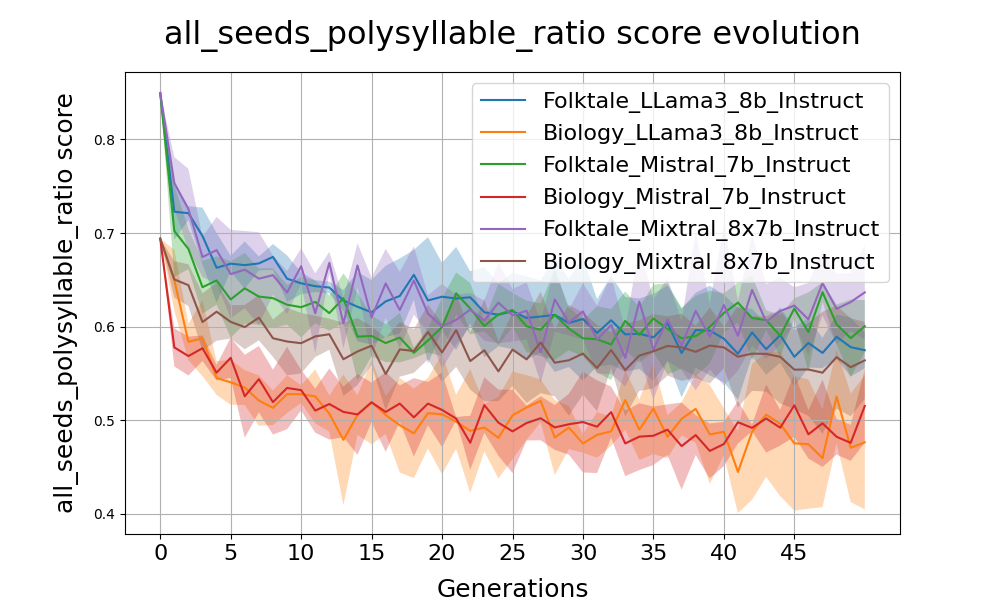 all_seeds_polysyllable_ratio score evolution
all_seeds_polysyllable_ratio score
0.8
0.7
0.6
0.5
0.4
Folktale_LLama3_8b_Instruct
Biology_LLama3_8b_Instruct
Folktale_Mistral_7b_Instruct
Biology_Mistral_7b_Instruct
Folktale_Mixtral_8x7b_Instruct
Biology_Mixtral_8x7b_Instruct
0 5 10 15 20 25 30 35 40 45
Generations